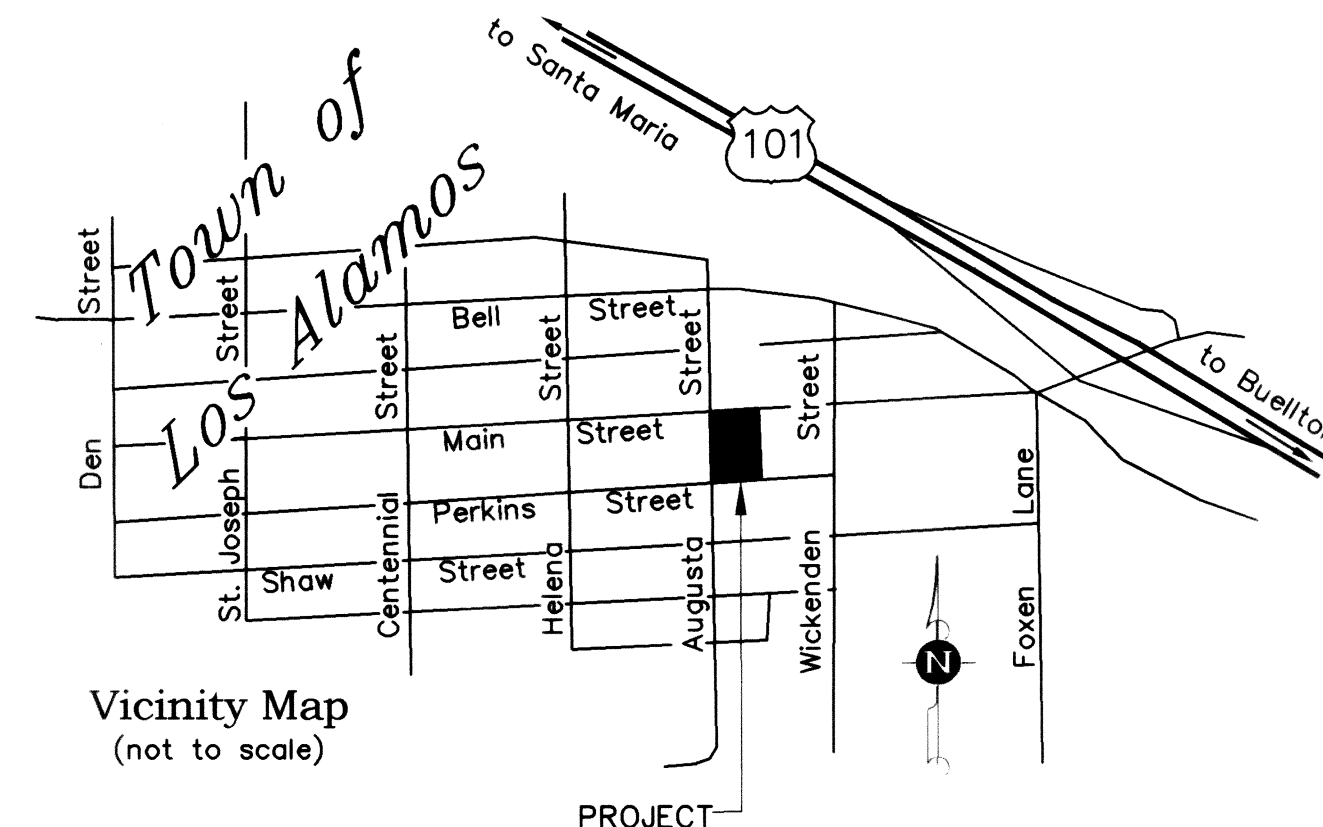 to Santa Maria
101
to Buellton
Town of
Los Alamos
Street
Den
Street
St. Joseph
Street
Centennial
Street
Helena
Street
Augusta
Street
Wickenden
Lane
Foxen
Bell Street
Main Street
Perkins Street
Shaw Street
N
Vicinity Map
(not to scale)
PROJECT